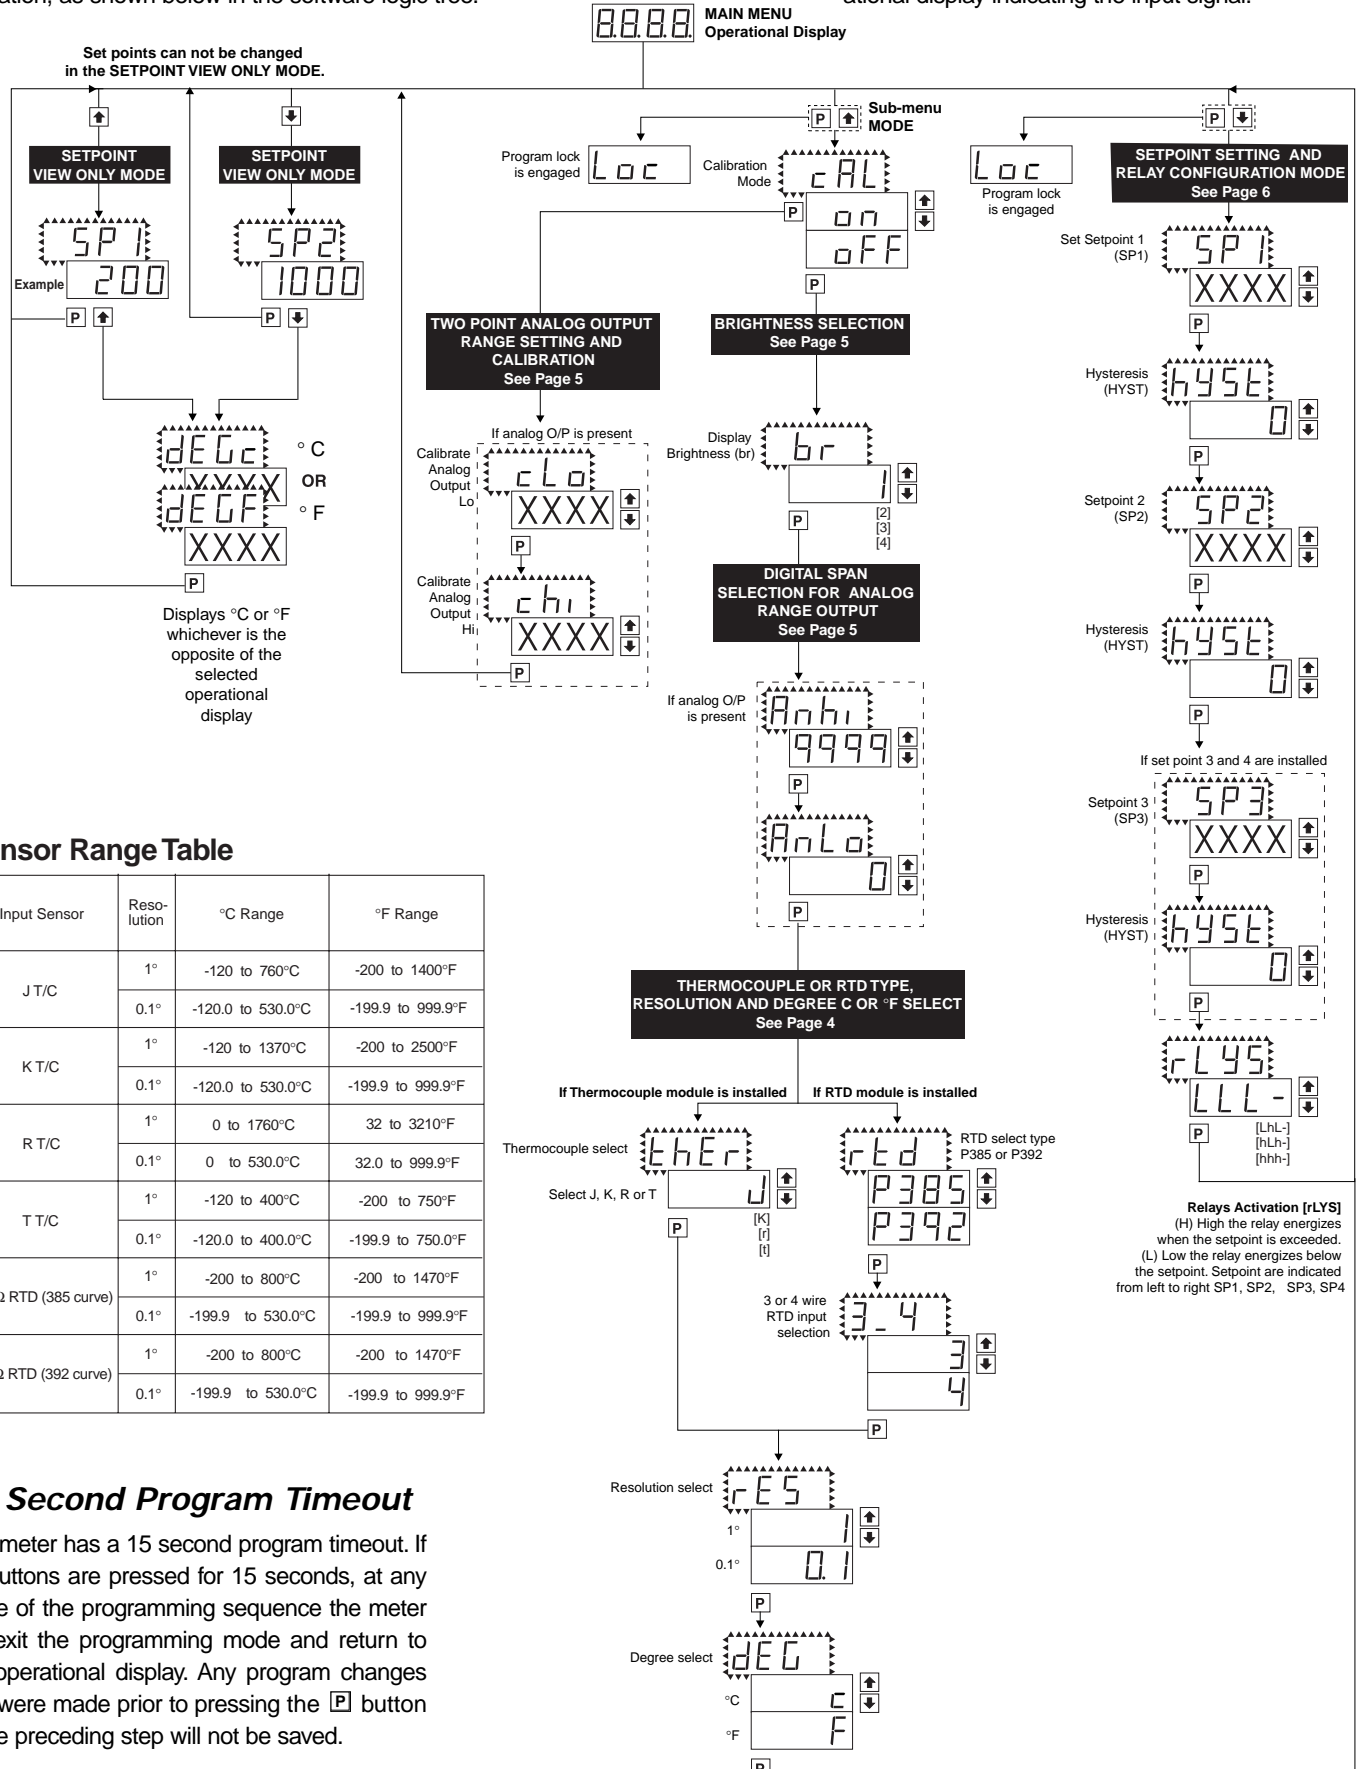 ation, as shown below in the software logic tree.
ational display indicating the input signal.
8.8.8.8.
MAIN MENU
Operational Display
Set points can not be changed
in the SETPOINT VIEW ONLY MODE.
SETPOINT
VIEW ONLY MODE
SP1
Example
200
P
SETPOINT
VIEW ONLY MODE
SP2
1000
P
dEGc
XXXX
° C
OR
dEGF
XXXX
° F
P
Displays °C or °F
whichever is the
opposite of the
selected
operational
display
P
Sub-menu
MODE
Program lock
is engaged
Loc
Calibration
Mode
cAL
P
on
oFF
P
TWO POINT ANALOG OUTPUT
RANGE SETTING AND
CALIBRATION
See Page 5
If analog O/P is present
Calibrate
Analog
Output
Lo
cLo
XXXX
P
Calibrate
Analog
Output
Hi
chi
XXXX
P
BRIGHTNESS SELECTION
See Page 5
Display
Brightness (br)
br
1
[2]
[3]
[4]
P
DIGITAL SPAN
SELECTION FOR ANALOG
RANGE OUTPUT
See Page 5
If analog O/P
is present
Anhi
9999
P
AnLo
0
P
THERMOCOUPLE OR RTD TYPE,
RESOLUTION AND DEGREE C OR °F SELECT
See Page 4
If Thermocouple module is installed
If RTD module is installed
Thermocouple select
thEr
Select J, K, R or T
J
[K]
[r]
[t]
P
rtd
RTD select type
P385 or P392
P385
P392
P
3 or 4 wire
RTD input
selection
3_4
3
4
P
Resolution select
rES
1°
1
0.1°
0.1
P
Degree select
dEG
°C
c
°F
F
P
P
Loc
Program lock
is engaged
SETPOINT SETTING AND
RELAY CONFIGURATION MODE
See Page 6
Set Setpoint 1
(SP1)
SP1
XXXX
P
Hysteresis
(HYST)
hYSt
0
P
Setpoint 2
(SP2)
SP2
XXXX
P
Hysteresis
(HYST)
hYSt
0
P
If set point 3 and 4 are installed
Setpoint 3
(SP3)
SP3
XXXX
P
Hysteresis
(HYST)
hYSt
0
P
rLYS
LLL-
[LhL-]
[hLh-]
[hhh-]
P
Relays Activation [rLYS]
(H) High the relay energizes
when the setpoint is exceeded.
(L) Low the relay energizes below
the setpoint. Setpoint are indicated
from left to right SP1, SP2, SP3, SP4
nsor Range Table
Input Sensor Reso-lution °C Range °F Range
J T/C
1° -120 to 760°C -200 to 1400°F
0.1° -120.0 to 530.0°C -199.9 to 999.9°F
K T/C
1° -120 to 1370°C -200 to 2500°F
0.1° -120.0 to 530.0°C -199.9 to 999.9°F
R T/C
1° 0 to 1760°C 32 to 3210°F
0.1° 0 to 530.0°C 32.0 to 999.9°F
T T/C
1° -120 to 400°C -200 to 750°F
0.1° -120.0 to 400.0°C -199.9 to 750.0°F
Ω RTD (385 curve)
1° -200 to 800°C -200 to 1470°F
0.1° -199.9 to 530.0°C -199.9 to 999.9°F
Ω RTD (392 curve)
1° -200 to 800°C -200 to 1470°F
0.1° -199.9 to 530.0°C -199.9 to 999.9°F
Second Program Timeout
meter has a 15 second program timeout. If
uttons are pressed for 15 seconds, at any
e of the programming sequence the meter
exit the programming mode and return to
operational display. Any program changes
were made prior to pressing the P button
e preceding step will not be saved.